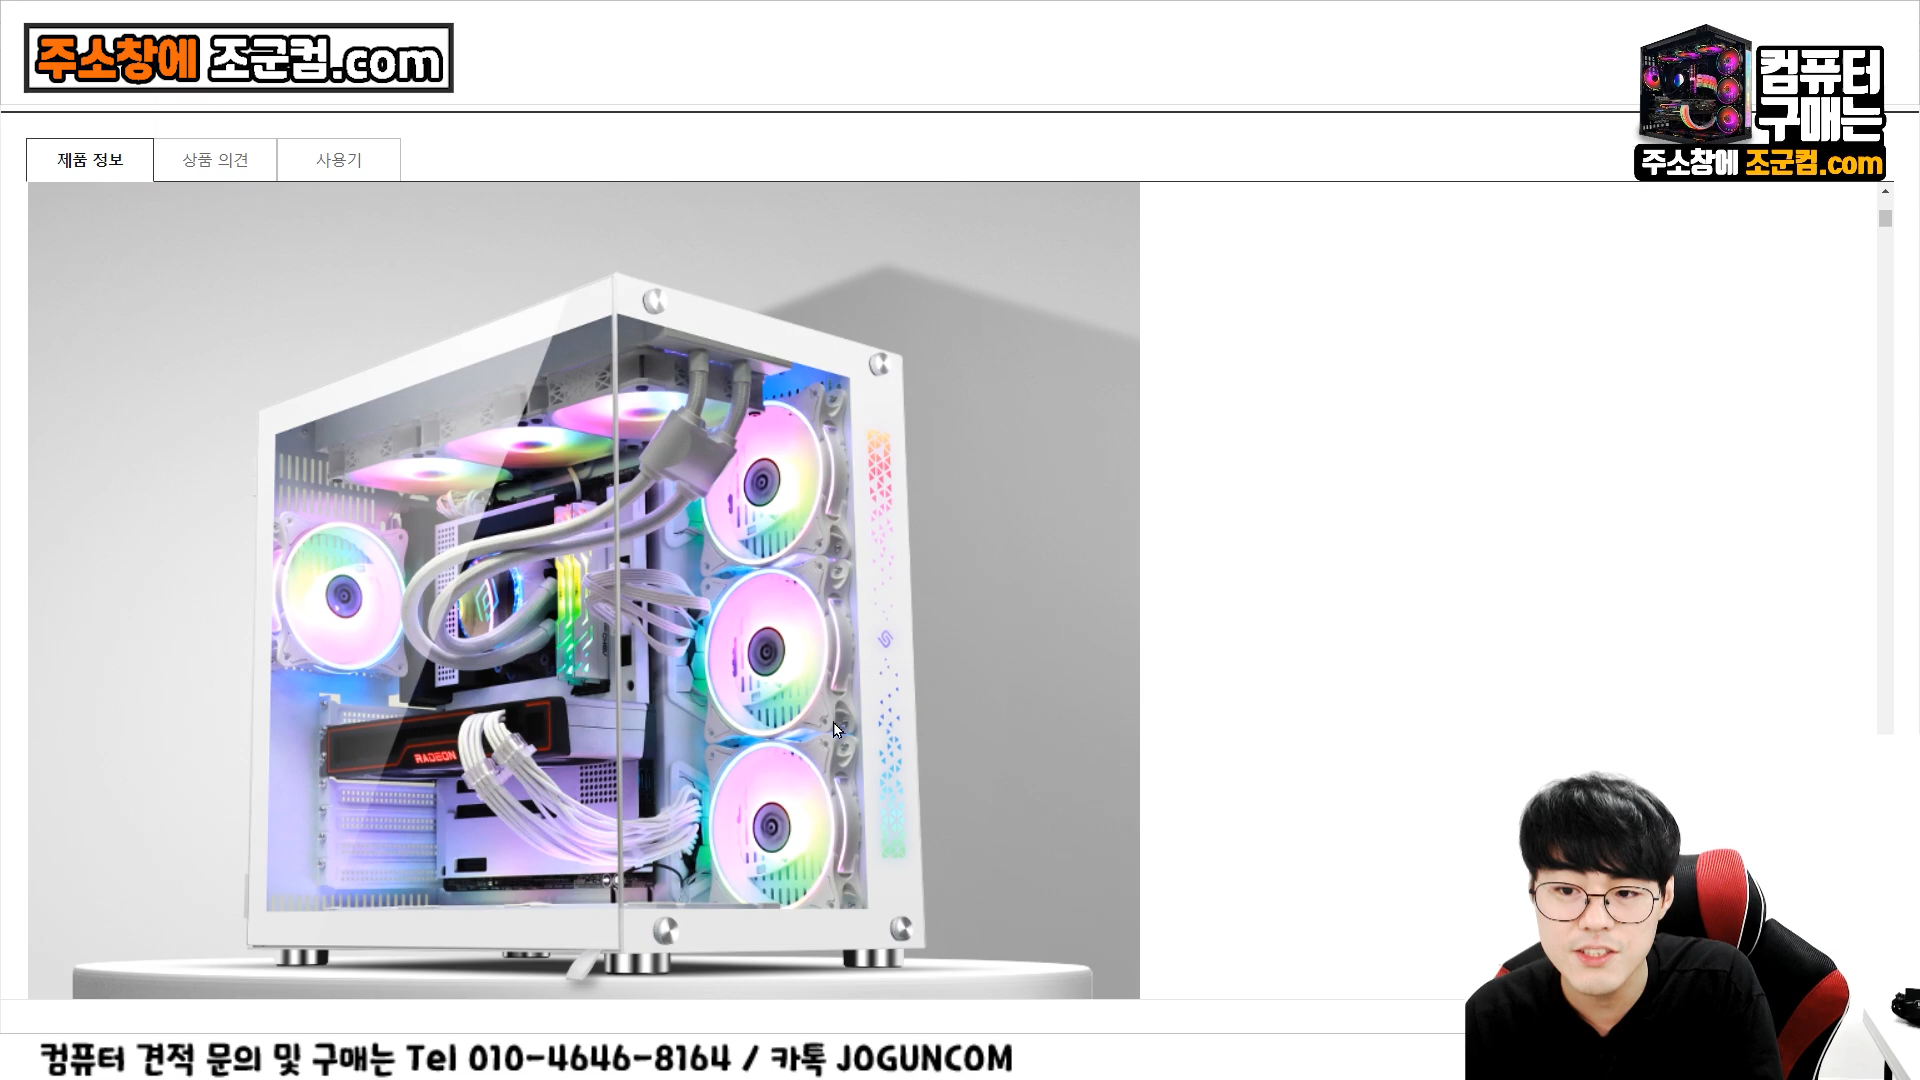 주소창에 조군컴.com
컴퓨터
구매는
주소창에 조군컴.com
제품 정보
상품 의견
사용기
RADEON
컴퓨터 견적 문의 및 구매는 Tel 010-4646-8164 / 카톡 JOGUNCOM